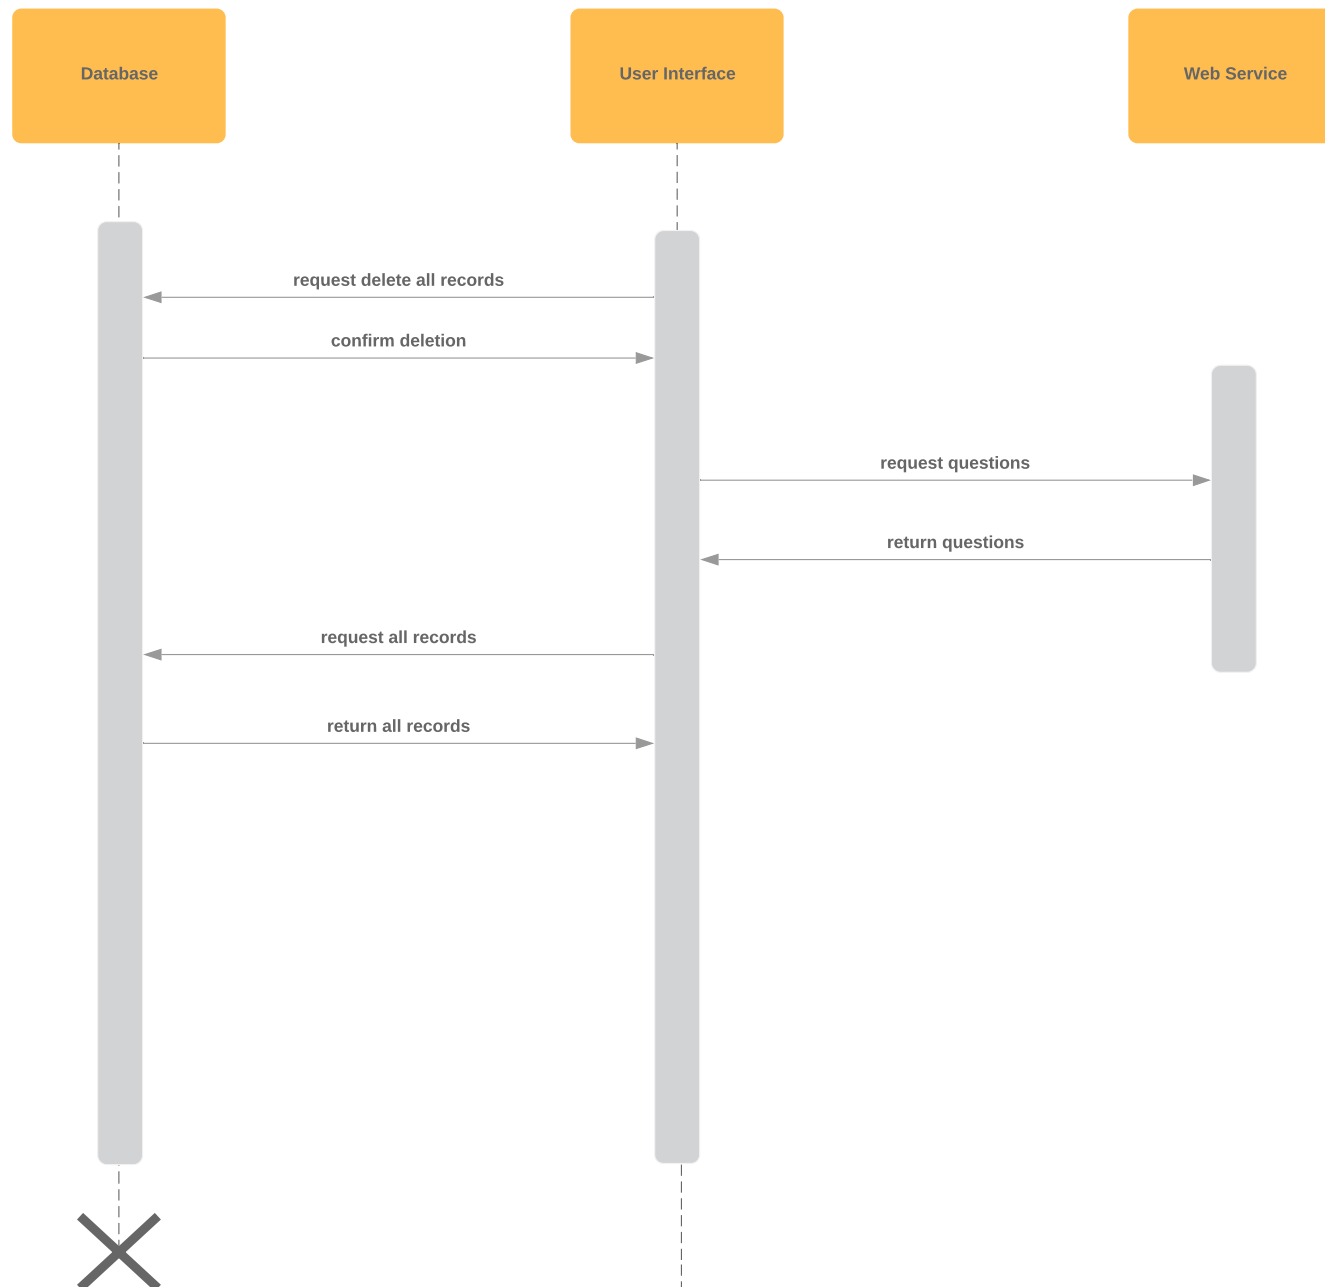 Database
User Interface
Web Service
request delete all records
confirm deletion
request questions
return questions
request all records
return all records